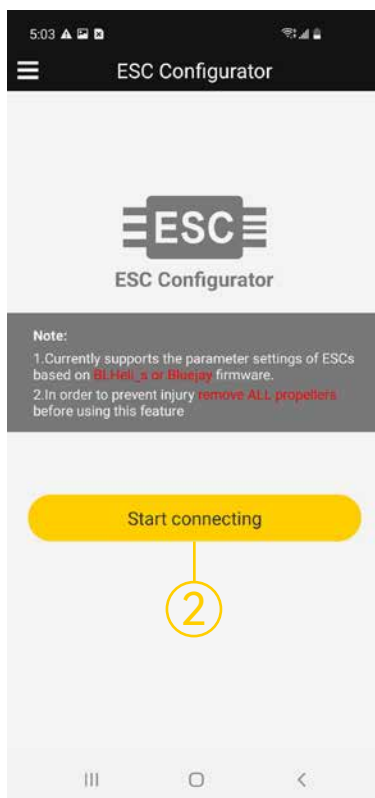 5:03
ESC Configurator
ESC
ESC Configurator
Note:
1.Currently supports the parameter settings of ESCs
based on BLHeli_s or Bluejay firmware.
2.In order to prevent injury remove ALL propellers
before using this feature
Start connecting
2